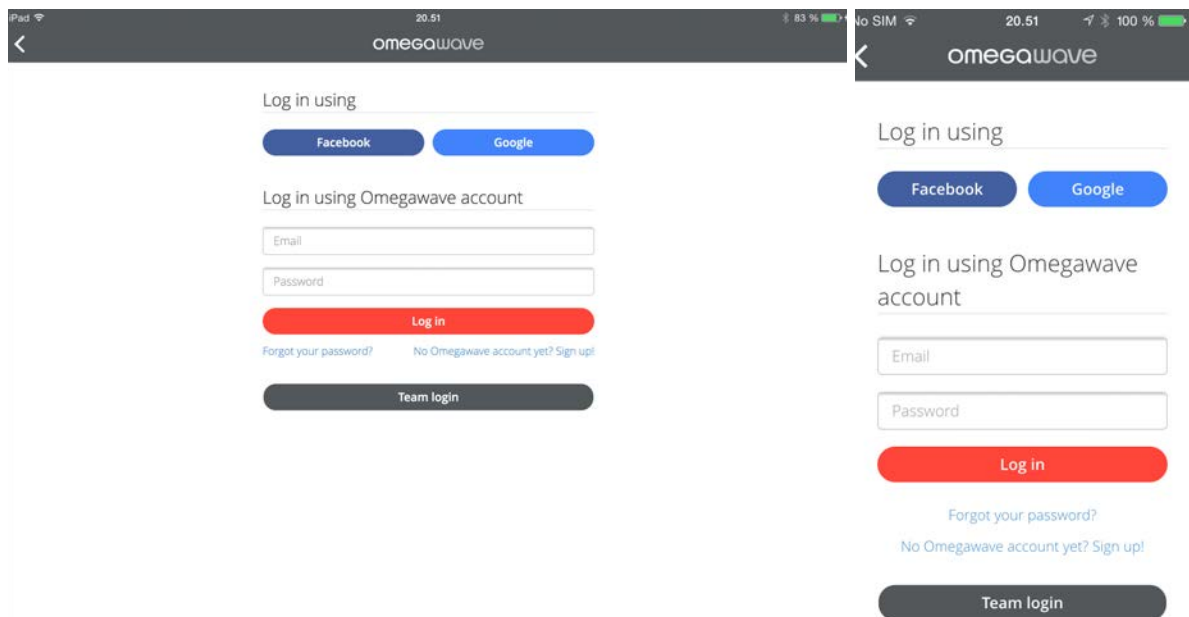 iPad 20.51 83 %
omegawave
Log in using
Facebook Google
Log in using Omegawave account
Email
Password
Log in
Forgot your password? No Omegawave account yet? Sign up!
Team login
No SIM 20.51 100 %
omegawave
Log in using
Facebook Google
Log in using Omegawave
account
Email
Password
Log in
Forgot your password?
No Omegawave account yet? Sign up!
Team login